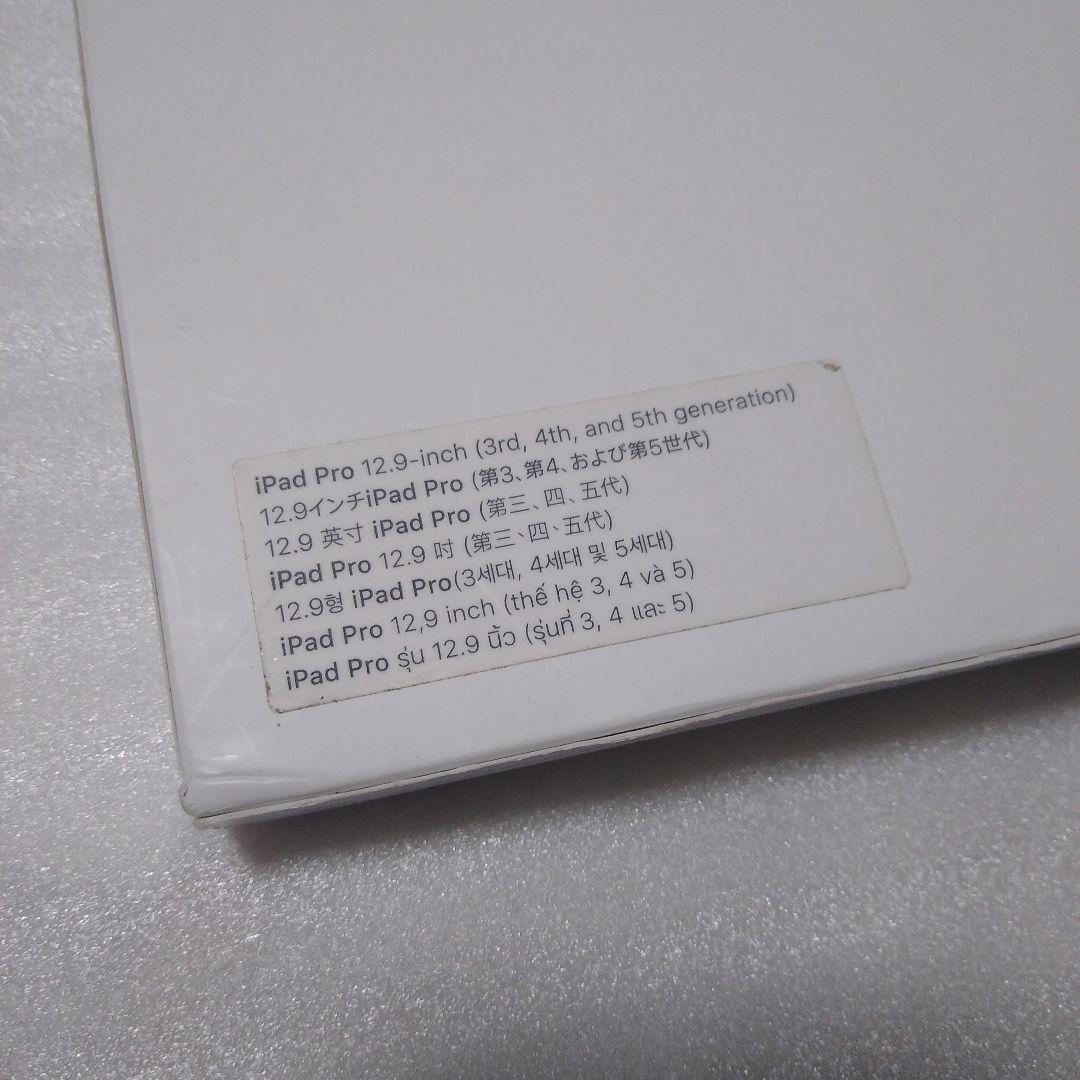 iPad Pro 12.9-inch (3rd, 4th, and 5th generation)
12.9インチiPad Pro (第3、第4、および第5世代)
12.9 英寸 iPad Pro (第三、四、五代)
iPad Pro 12.9 吋 (第三、四、五代)
12.9형 iPad Pro(3세대, 4세대 및 5세대)
iPad Pro 12,9 inch (thế hệ 3, 4 và 5)
iPad Pro รุ่น 12.9 นิ้ว (รุ่นที่ 3, 4 และ 5)